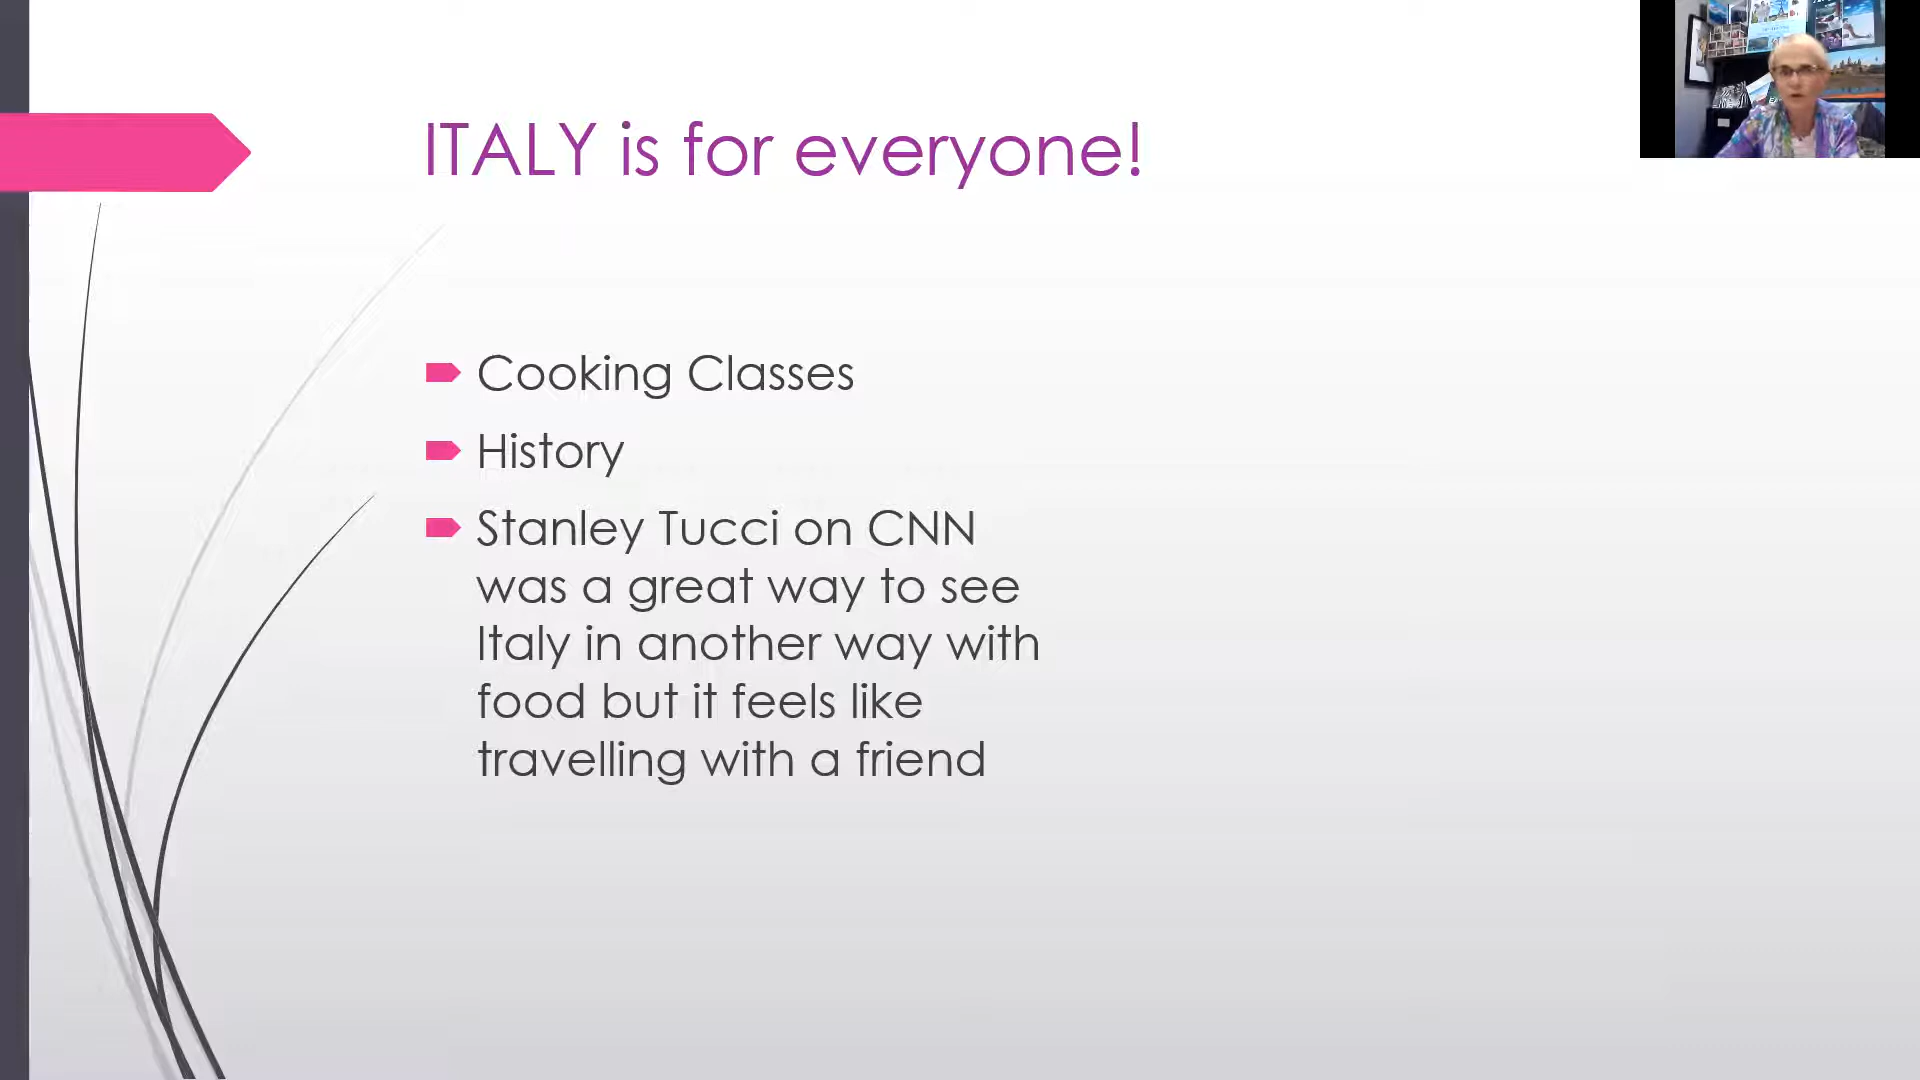 ITALY is for everyone!
Cooking Classes
History
Stanley Tucci on CNN
was a great way to see
Italy in another way with
food but it feels like
travelling with a friend